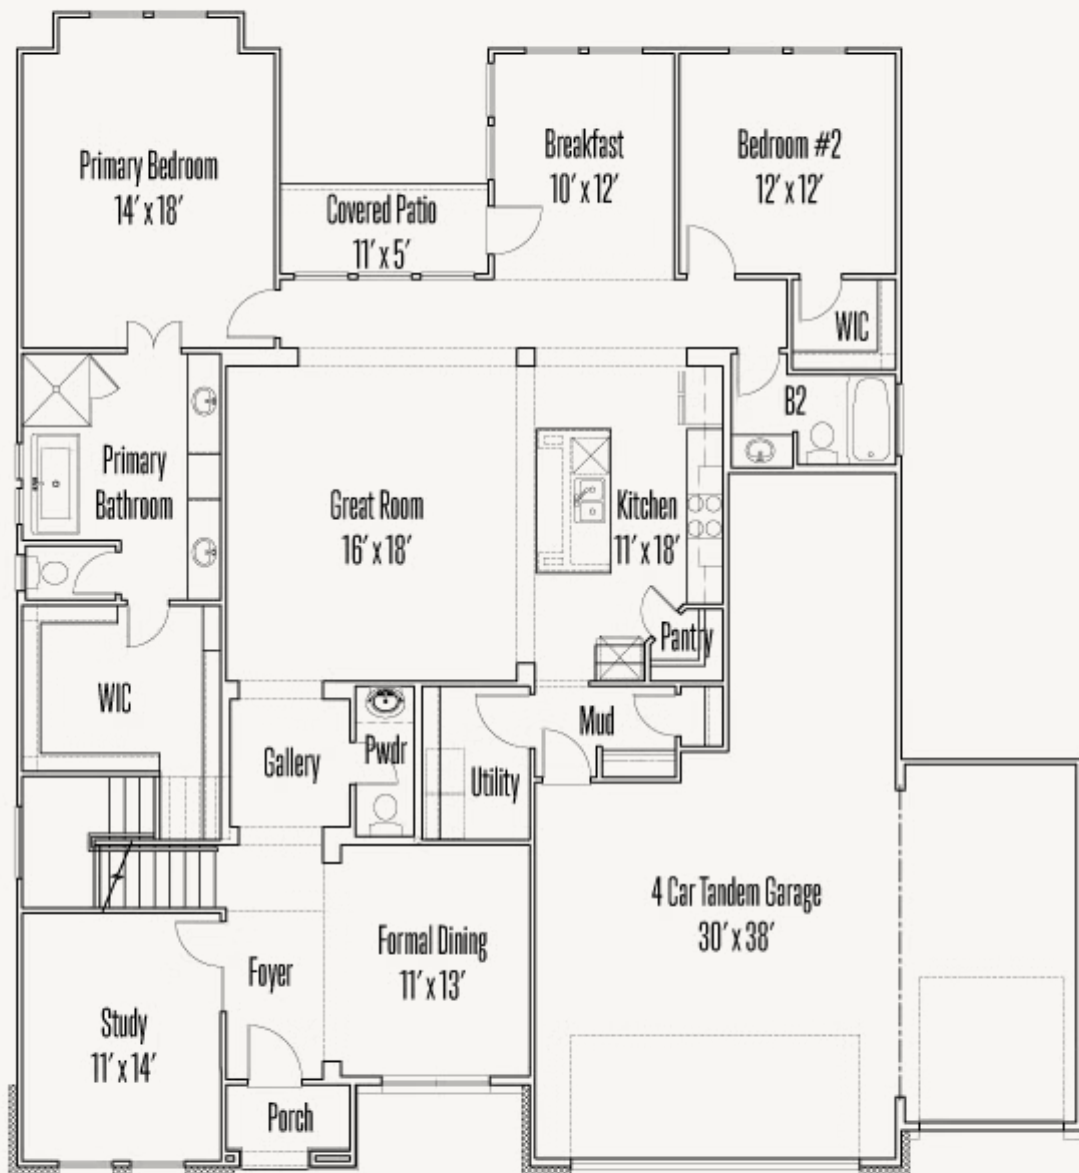 Primary Bedroom
14′ x 18′
Covered Patio
11′ x 5′
Breakfast
10′ x 12′
Bedroom #2
12′ x 12′
WIC
B2
Primary
Bathroom
Great Room
16′ x 18′
Kitchen
11′ x 18′
Pantry
WIC
Gallery
Pwdr
Utility
Mud
4 Car Tandem Garage
30′ x 38′
Formal Dining
11′ x 13′
Foyer
Study
11′ x 14′
Porch